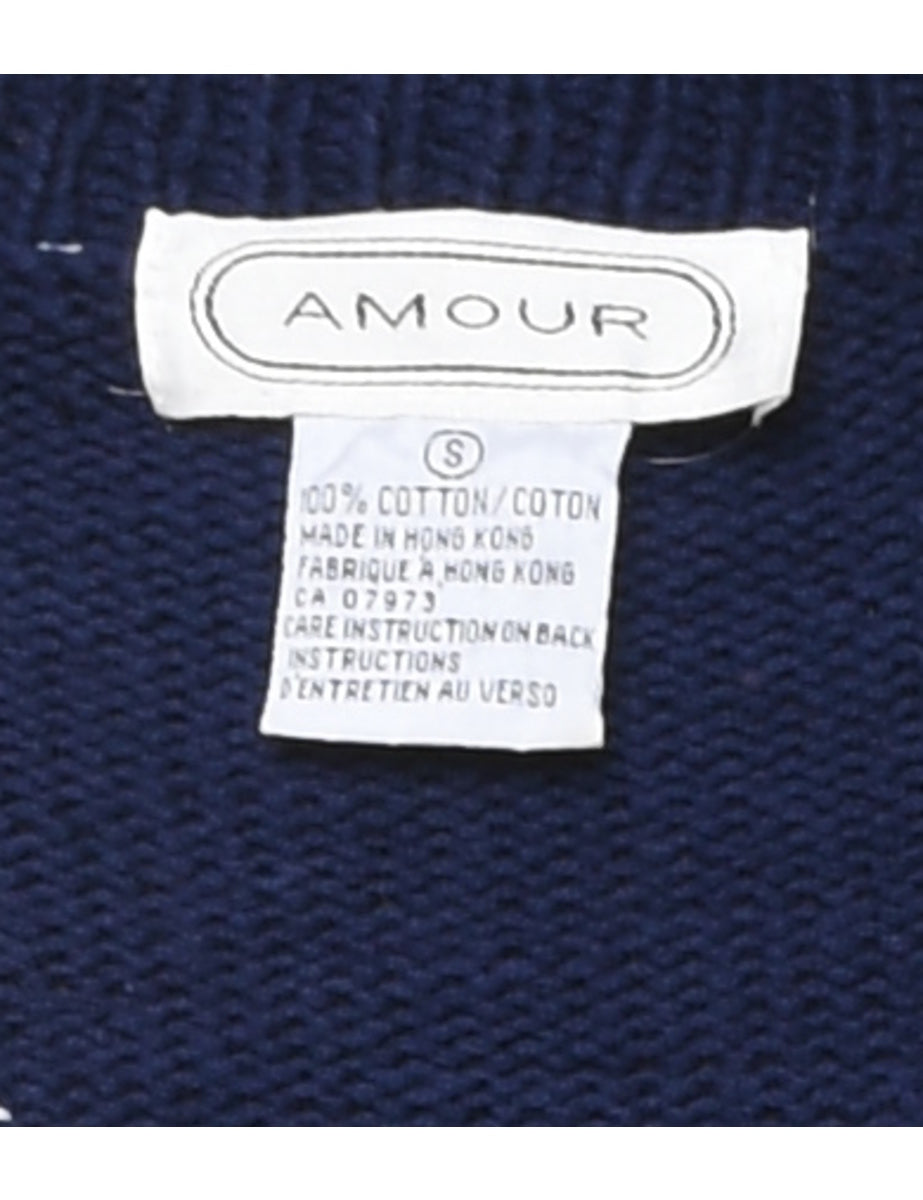 AMOUR
S
100% COTTON/COTON
MADE IN HONG KONG
FABRIQUE À HONG KONG
CA 07973
CARE INSTRUCTION ON BACK
INSTRUCTIONS
D'ENTRETIEN AU VERSO